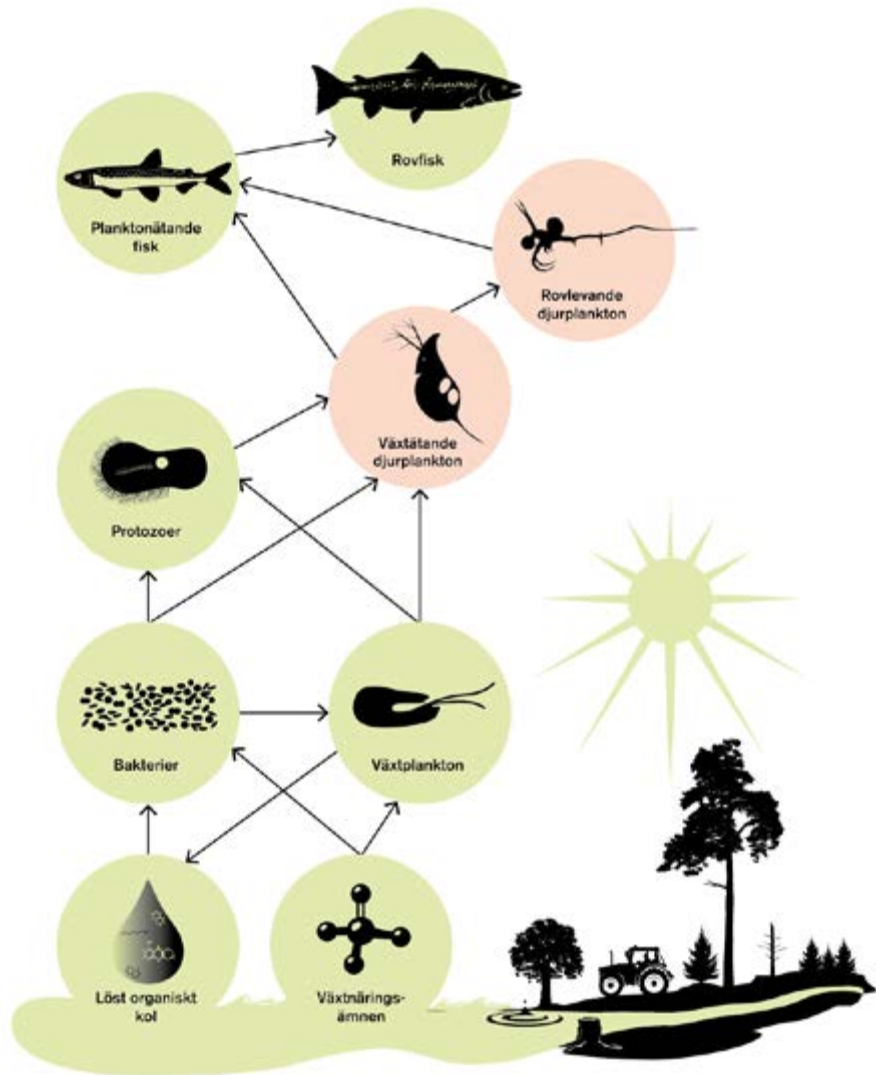 Rovfisk
Planktonätande
fisk
Rovlevande
djurplankton
Växtätande
djurplankton
Protozoer
Bakterier
Växtplankton
Löst organiskt
kol
Växtnärings-
ämnen